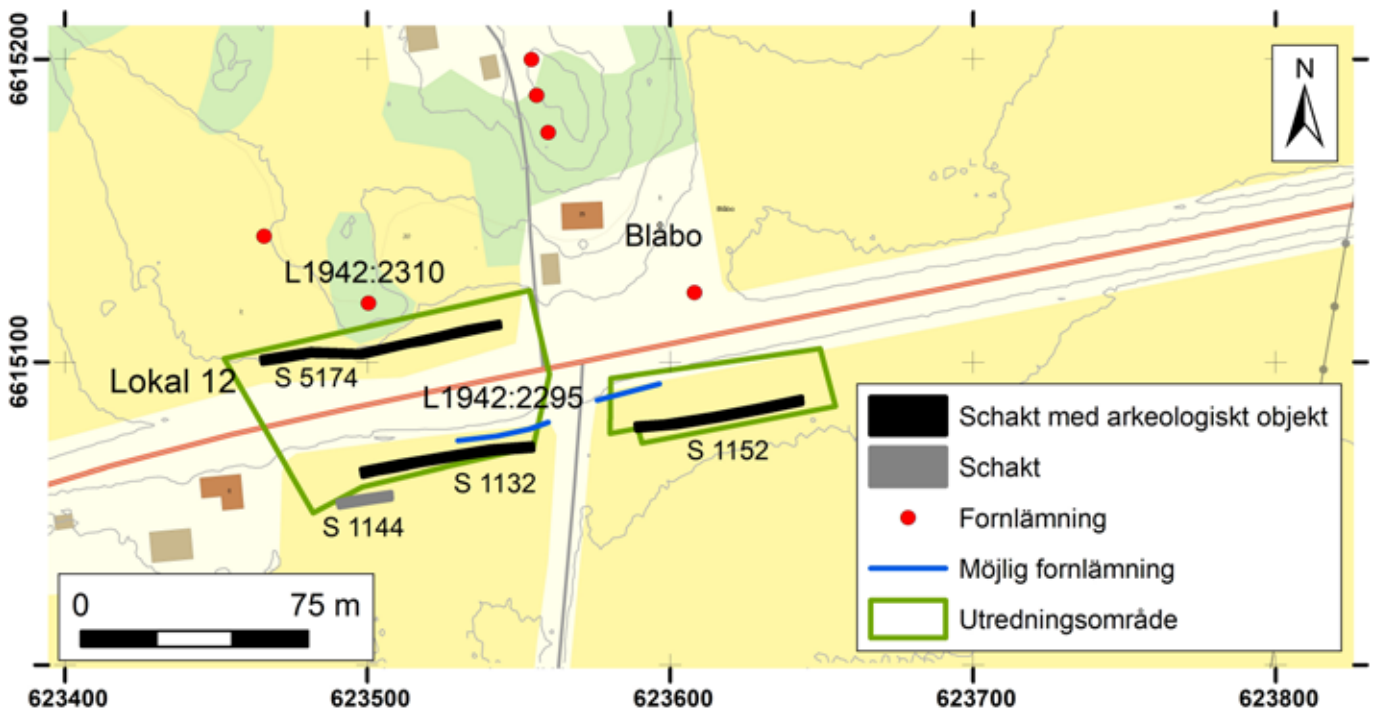 6615200
N
Blåbo
L1942:2310
6615100
Lokal 12
S 5174
L1942:2295
S 1152
S 1132
S 1144
Schakt med arkeologiskt objekt
Schakt
Fornlämning
Möjlig fornlämning
Utredningsområde
0 75 m
623400 623500 623600 623700 623800